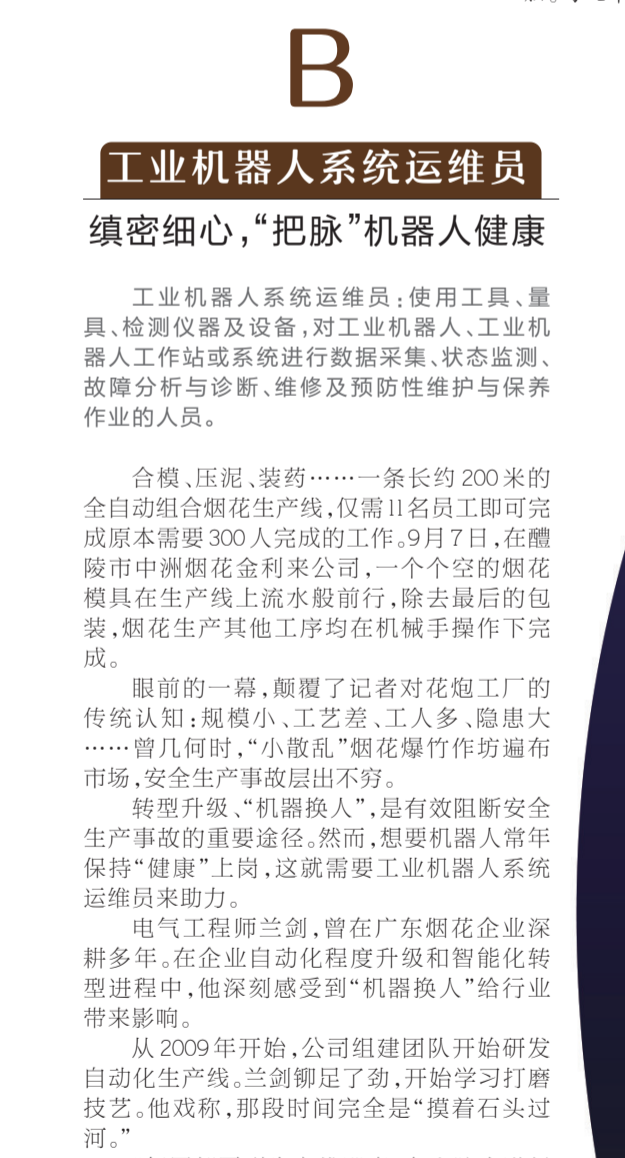 B
工业机器人系统运维员
缜密细心，“把脉”机器人健康
工业机器人系统运维员：使用工具、量
具、检测仪器及设备，对工业机器人、工业机
器人工作站或系统进行数据采集、状态监测、
故障分析与诊断、维修及预防性维护与保养
作业的人员。
合模、压泥、装药……一条长约200米的
全自动组合烟花生产线，仅需11名员工即可完
成原本需要300人完成的工作。9月7日，在醴
陵市中洲烟花金利来公司，一个个空的烟花
模具在生产线上流水般前行，除去最后的包
装，烟花生产其他工序均在机械手操作下完
成。
眼前的一幕，颠覆了记者对花炮工厂的
传统认知：规模小、工艺差、工人多、隐患大
……曾几何时，“小散乱”烟花爆竹作坊遍布
市场，安全生产事故层出不穷。
转型升级、“机器换人”，是有效阻断安全
生产事故的重要途径。然而，想要机器人常年
保持“健康”上岗，这就需要工业机器人系统
运维员来助力。
电气工程师兰剑，曾在广东烟花企业深
耕多年。在企业自动化程度升级和智能化转
型进程中，他深刻感受到“机器换人”给行业
带来影响。
从2009年开始，公司组建团队开始研发
自动化生产线。兰剑铆足了劲，开始学习打磨
技艺。他戏称，那段时间完全是“摸着石头过
河。”